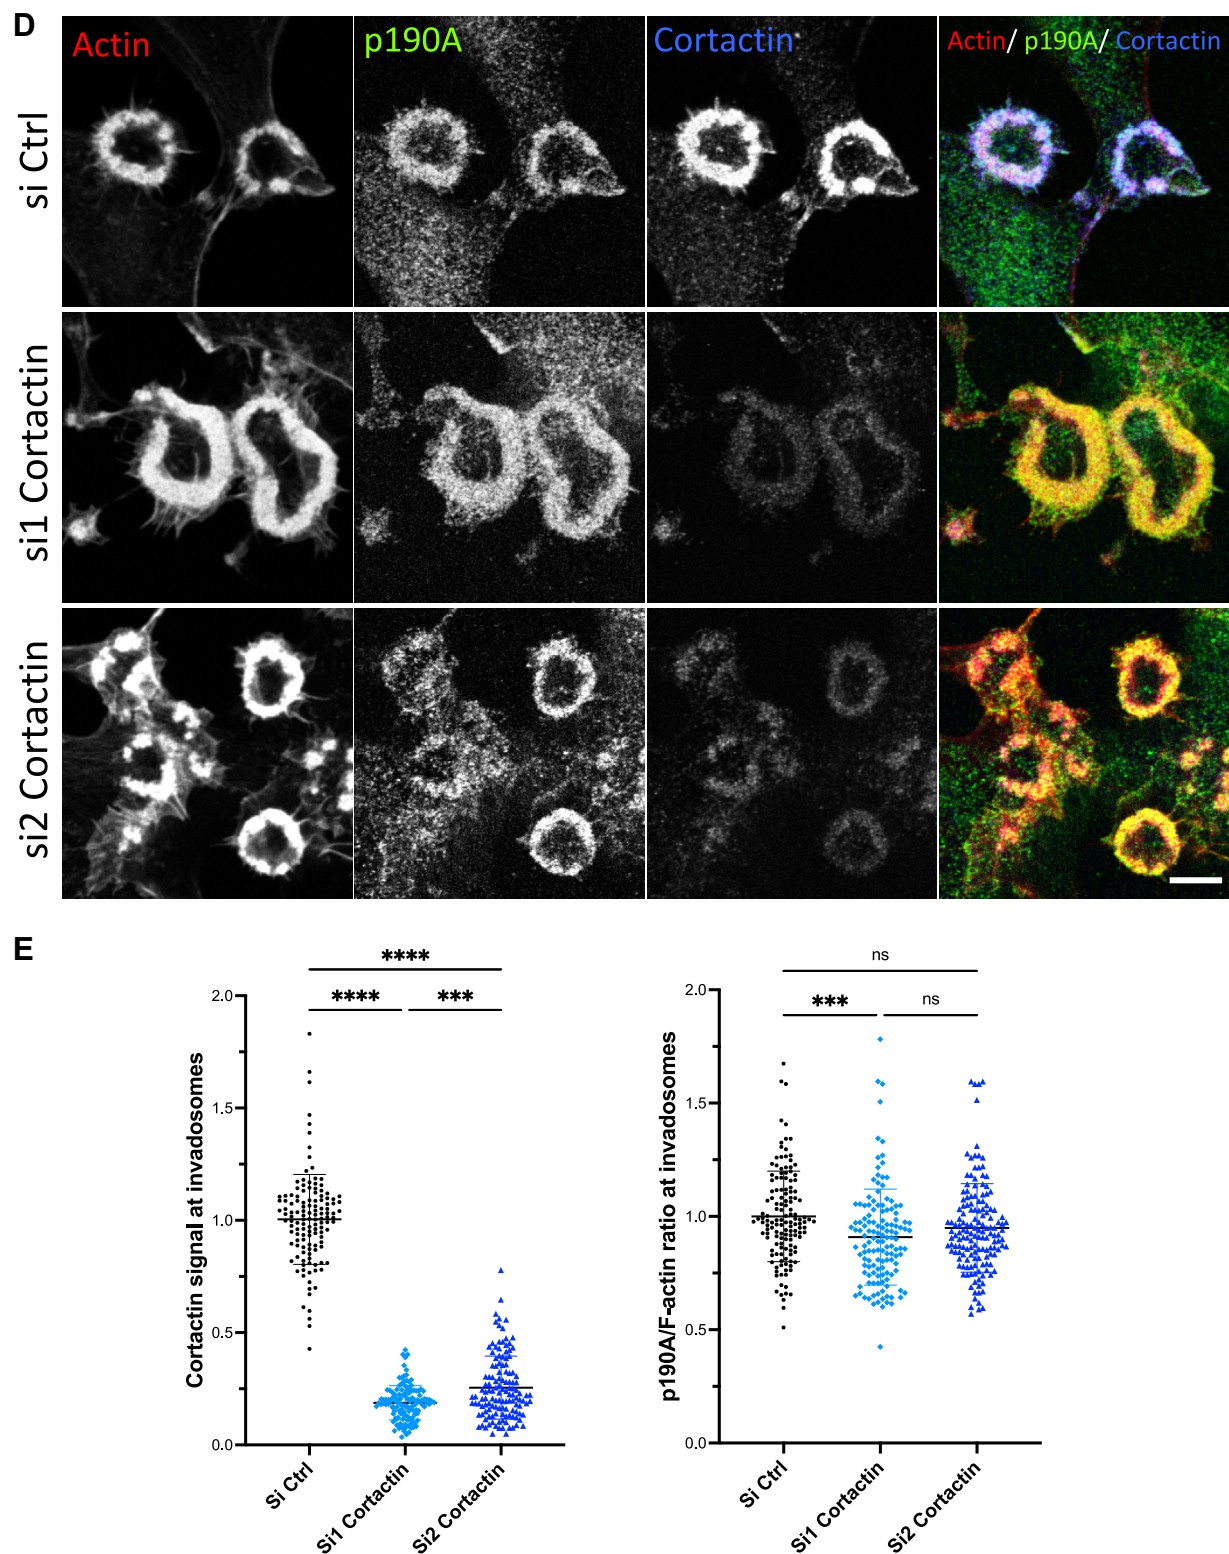 D
Actin
p190A
Cortactin
Actin/ p190A/ Cortactin
si Ctrl
si1 Cortactin
si2 Cortactin
E
****
**** ***
Cortactin signal at invadosomes
2.0
1.5
1.0
0.5
0.0
Si Ctrl
Si1 Cortactin
Si2 Cortactin
ns
*** ns
p190A/F-actin ratio at invadosomes
2.0
1.5
1.0
0.5
0.0
Si Ctrl
Si1 Cortactin
Si2 Cortactin